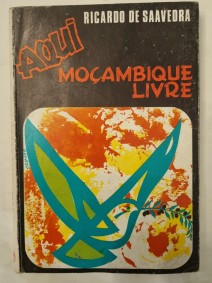 RICARDO DE SAAVEDRA
AQUI
MOÇAMBIQUE
LIVRE